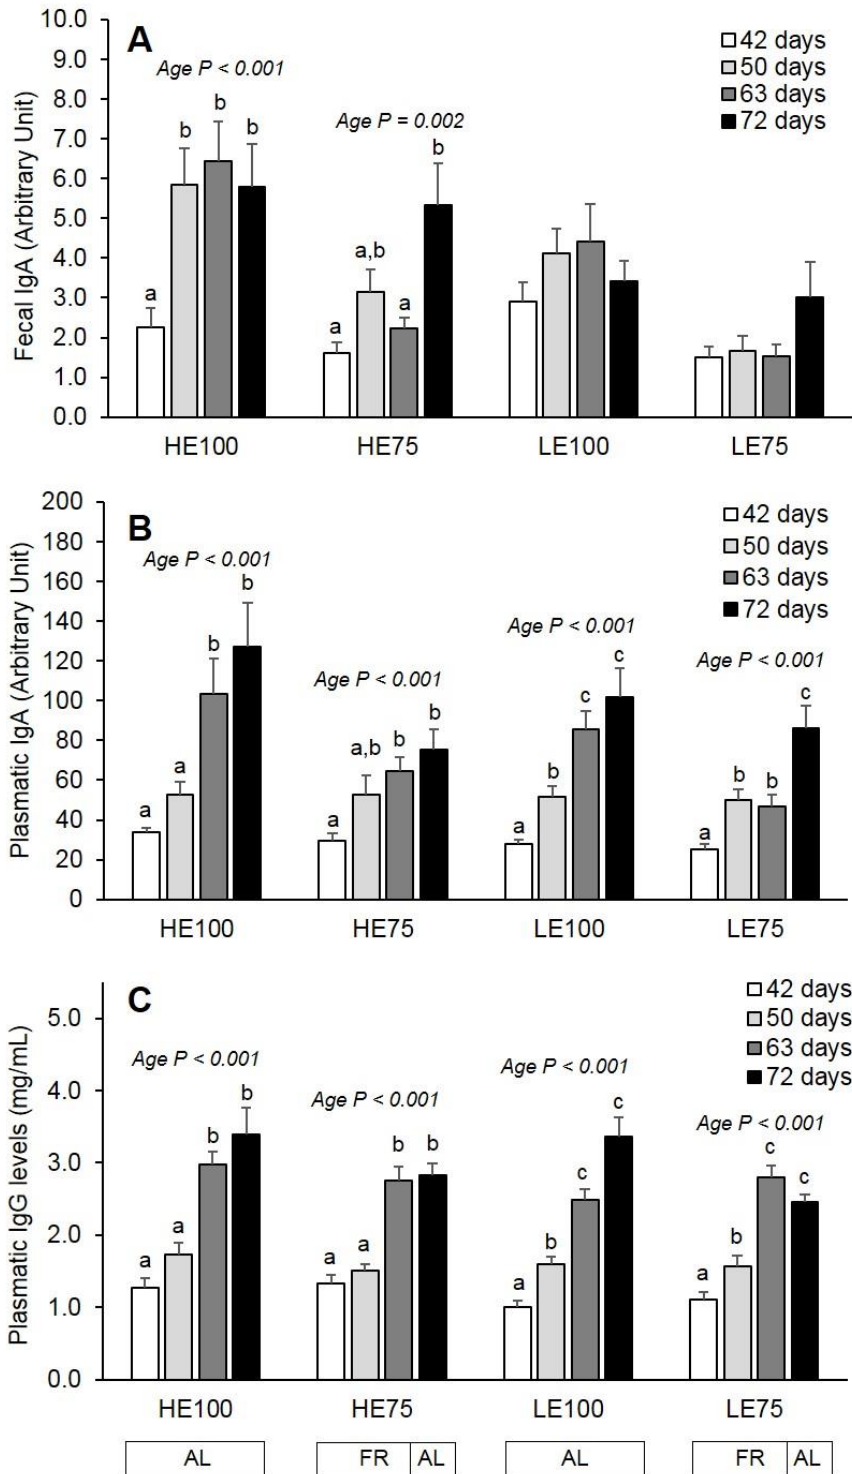 A
Age P < 0.001
Age P = 0.002
42 days
50 days
63 days
72 days
Fecal IgA (Arbitrary Unit)
10.0
9.0
8.0
7.0
6.0
5.0
4.0
3.0
2.0
1.0
0.0
a b b b
a a,b a b
HE100 HE75 LE100 LE75
B
Age P < 0.001
Age P < 0.001
Age P < 0.001
Age P < 0.001
42 days
50 days
63 days
72 days
Plasmatic IgA (Arbitrary Unit)
200
180
160
140
120
100
80
60
40
20
0
a a b b
a a,b b b
a b c c
a b b c
HE100 HE75 LE100 LE75
C
Age P < 0.001
Age P < 0.001
Age P < 0.001
Age P < 0.001
42 days
50 days
63 days
72 days
Plasmatic IgG levels (mg/mL)
5.0
4.0
3.0
2.0
1.0
0.0
a a b b
a a b b
a b c c
a b c c
HE100 HE75 LE100 LE75
AL FR AL AL FR AL